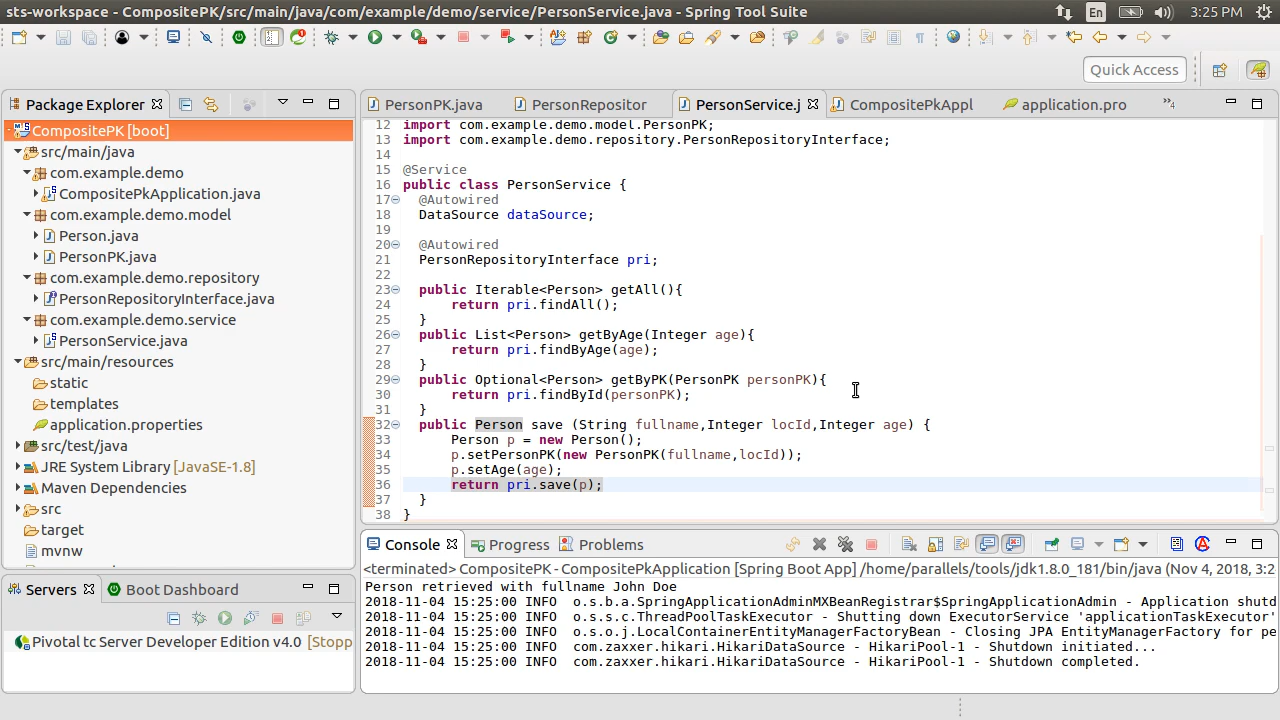 sts-workspace - CompositePK/src/main/java/com/example/demo/service/PersonService.java - Spring Tool Suite
En
3:25 PM
Quick Access
Package Explorer
CompositePK [boot]
src/main/java
com.example.demo
CompositePkApplication.java
com.example.demo.model
Person.java
PersonPK.java
com.example.demo.repository
PersonRepositoryInterface.java
com.example.demo.service
PersonService.java
src/main/resources
static
templates
application.properties
src/test/java
JRE System Library [JavaSE-1.8]
Maven Dependencies
src
target
mvnw
Servers
Boot Dashboard
Pivotal tc Server Developer Edition v4.0 [Stopp
PersonPK.java
PersonRepositor
PersonService.j
CompositePkAppl
application.pro
»4
12 import com.example.demo.model.PersonPK;
13 import com.example.demo.repository.PersonRepositoryInterface;
14
15 @Service
16 public class PersonService {
17 @Autowired
18 DataSource dataSource;
19
20 @Autowired
21 PersonRepositoryInterface pri;
22
23 public Iterable<Person> getAll(){
24 return pri.findAll();
25 }
26 public List<Person> getByAge(Integer age){
27 return pri.findByAge(age);
28 }
29 public Optional<Person> getByPK(PersonPK personPK){
30 return pri.findById(personPK);
31 }
32 public Person save (String fullname,Integer locId,Integer age) {
33 Person p = new Person();
34 p.setPersonPK(new PersonPK(fullname,locId));
35 p.setAge(age);
36 return pri.save(p);
37 }
38 }
Console
Progress
Problems
<terminated> CompositePK - CompositePkApplication [Spring Boot App] /home/parallels/tools/jdk1.8.0_181/bin/java (Nov 4, 2018, 3:2
Person retrieved with fullname John Doe
2018-11-04 15:25:00 INFO o.s.b.a.SpringApplicationAdminMXBeanRegistrar$SpringApplicationAdmin - Application shutd
2018-11-04 15:25:00 INFO o.s.s.c.ThreadPoolTaskExecutor - Shutting down ExecutorService 'applicationTaskExecutor'
2018-11-04 15:25:00 INFO o.s.o.j.LocalContainerEntityManagerFactoryBean - Closing JPA EntityManagerFactory for pe
2018-11-04 15:25:00 INFO com.zaxxer.hikari.HikariDataSource - HikariPool-1 - Shutdown initiated...
2018-11-04 15:25:00 INFO com.zaxxer.hikari.HikariDataSource - HikariPool-1 - Shutdown completed.